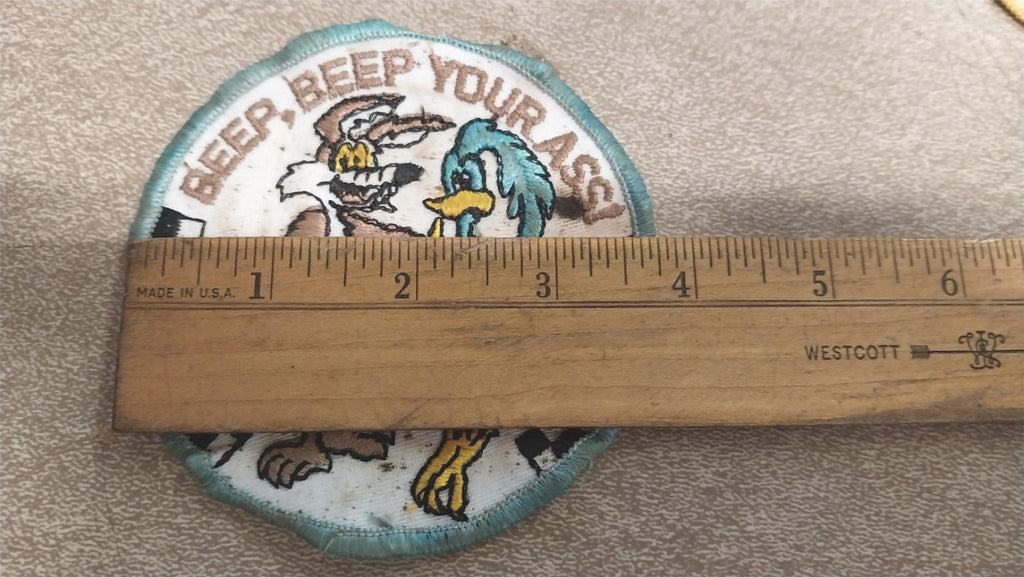 BEEP, BEEP YOUR ASS!
1 2 3 4 5 6
MADE IN U.S.A.
WESTCOTT